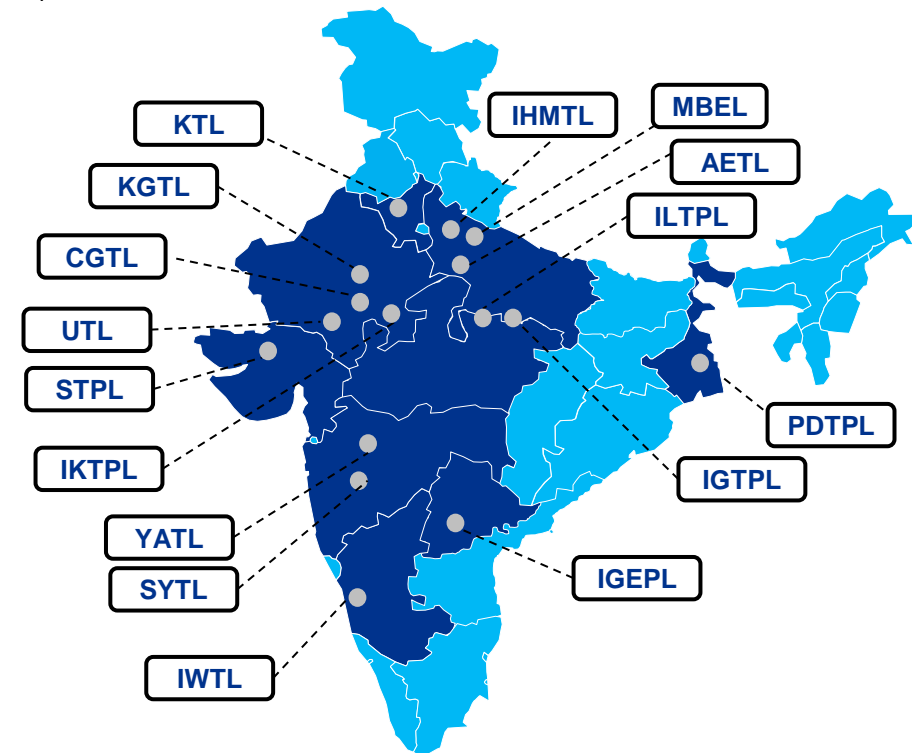 IHMTL
MBEL
KTL
AETL
KGTL
ILTPL
CGTL
UTL
STPL
PDTPL
IKTPL
IGTPL
YATL
SYTL
IGEPL
IWTL